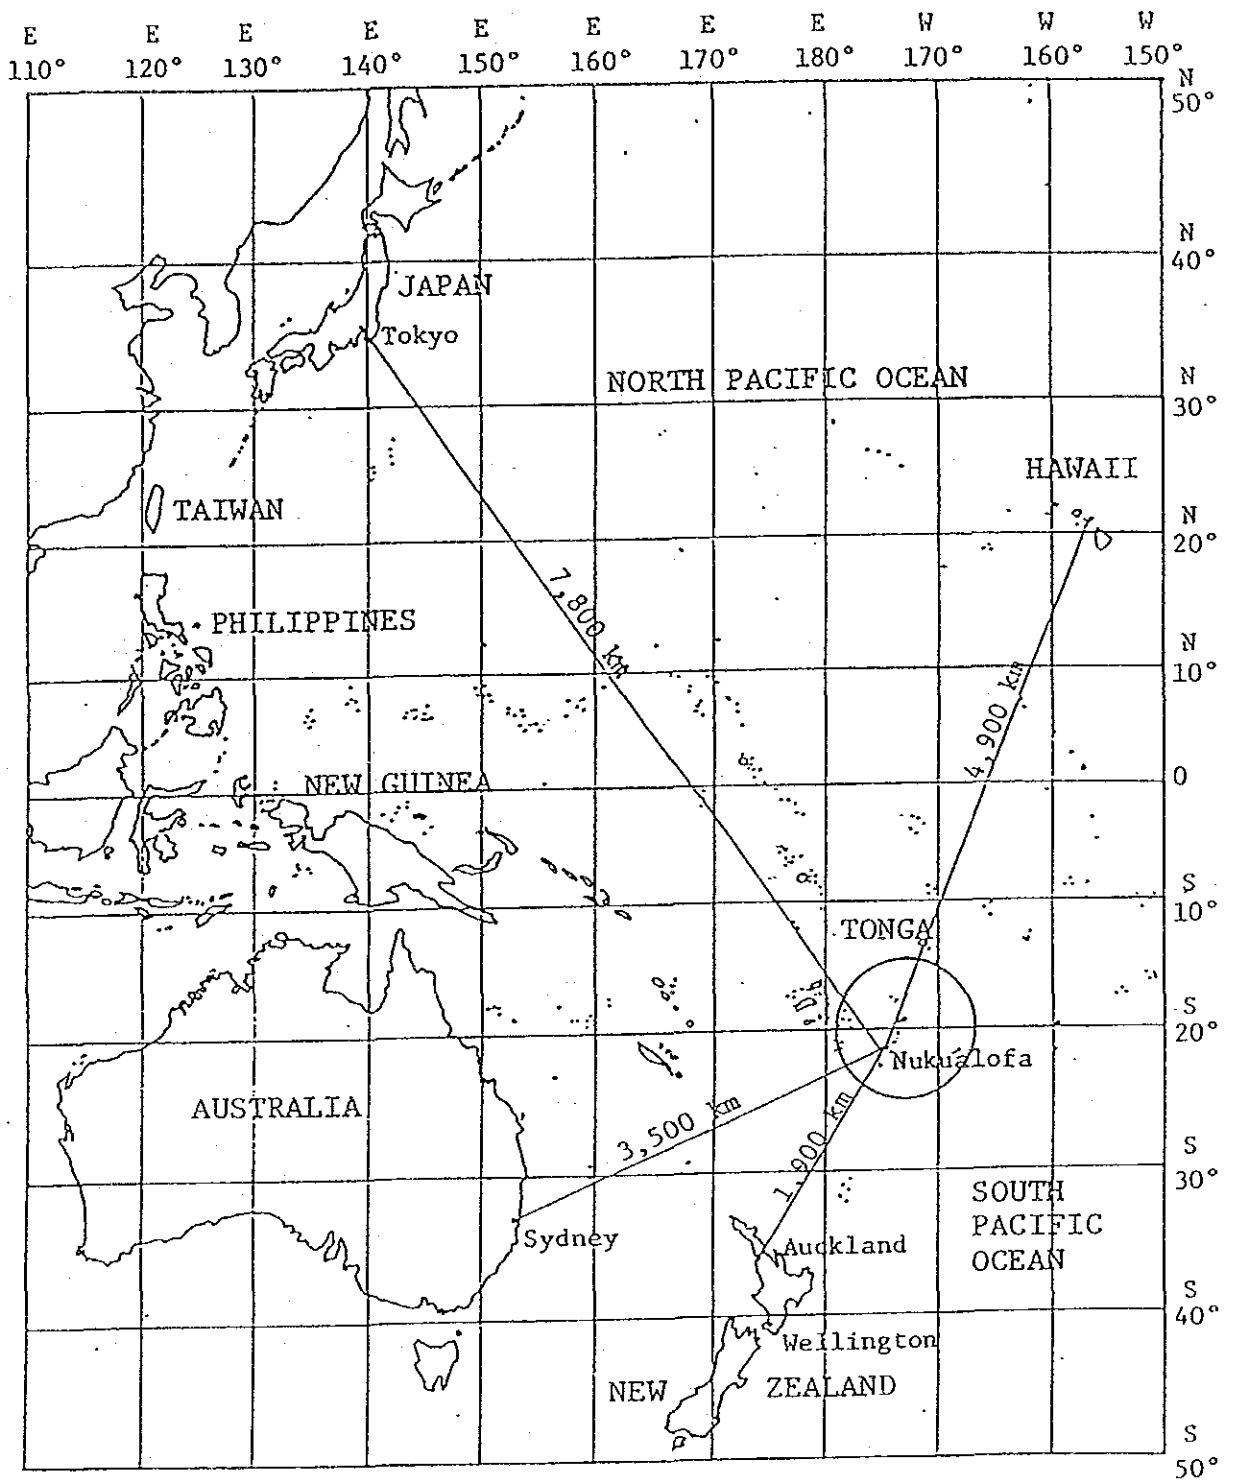 E E E E E E E E W W W
110° 120° 130° 140° 150° 160° 170° 180° 170° 160° 150°
N
50°
N
40°
JAPAN
Tokyo
NORTH PACIFIC OCEAN
N
30°
HAWAII
TAIWAN
N
20°
7,800 km
PHILIPPINES
N
10°
4,900 km
NEW GUINEA
0
S
10°
TONGA
S
20°
Nukualofa
AUSTRALIA
3,500 km
1,900 km
S
30°
SOUTH
PACIFIC
OCEAN
Sydney
Auckland
S
40°
Wellington
NEW ZEALAND
S
50°